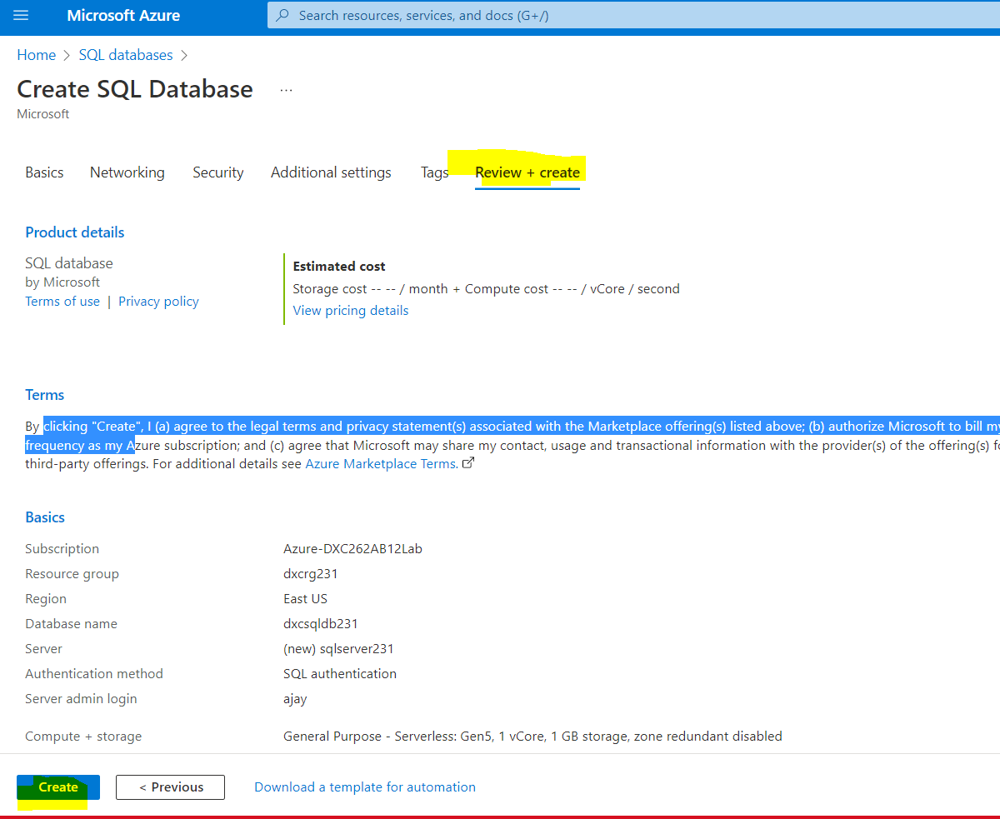 Microsoft Azure
Search resources, services, and docs (G+/)
Home > SQL databases >
Create SQL Database ...
Microsoft
Basics Networking Security Additional settings Tags Review + create
Product details
SQL database
by Microsoft
Terms of use | Privacy policy
Estimated cost
Storage cost -- -- / month + Compute cost -- -- / vCore / second
View pricing details
Terms
By clicking "Create", I (a) agree to the legal terms and privacy statement(s) associated with the Marketplace offering(s) listed above; (b) authorize Microsoft to bill my
frequency as my Azure subscription; and (c) agree that Microsoft may share my contact, usage and transactional information with the provider(s) of the offering(s)
third-party offerings. For additional details see Azure Marketplace Terms.
Basics
Subscription Azure-DXC262AB12Lab
Resource group dxcrg231
Region East US
Database name dxcsqldb231
Server (new) sqlserver231
Authentication method SQL authentication
Server admin login ajay
Compute + storage General Purpose - Serverless: Gen5, 1 vCore, 1 GB storage, zone redundant disabled
Create < Previous Download a template for automation